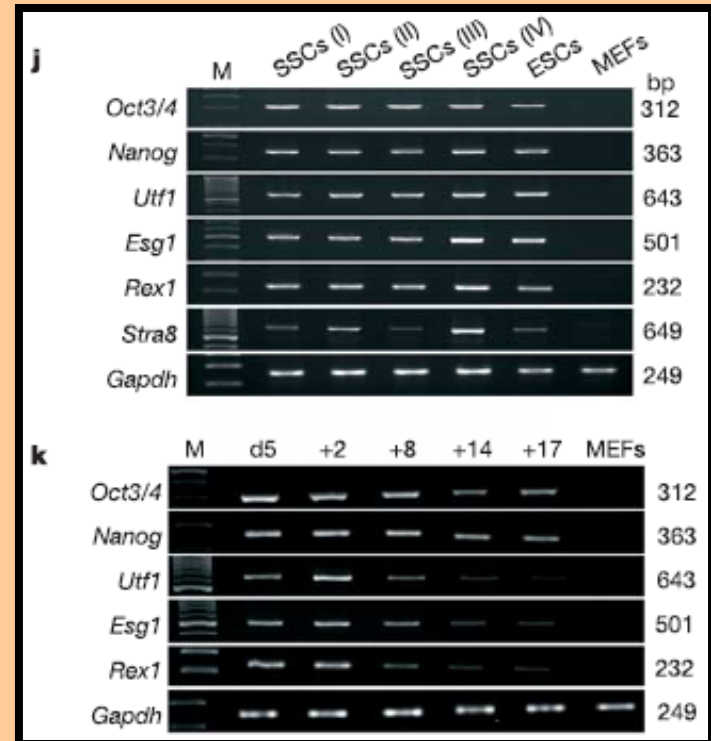 j
M SSCs (I) SSCs (II) SSCs (III) SSCs (IV) ESCs MEFs bp
Oct3/4 312
Nanog 363
Utf1 643
Esg1 501
Rex1 232
Stra8 649
Gapdh 249
k
M d5 +2 +8 +14 +17 MEFs
Oct3/4 312
Nanog 363
Utf1 643
Esg1 501
Rex1 232
Gapdh 249